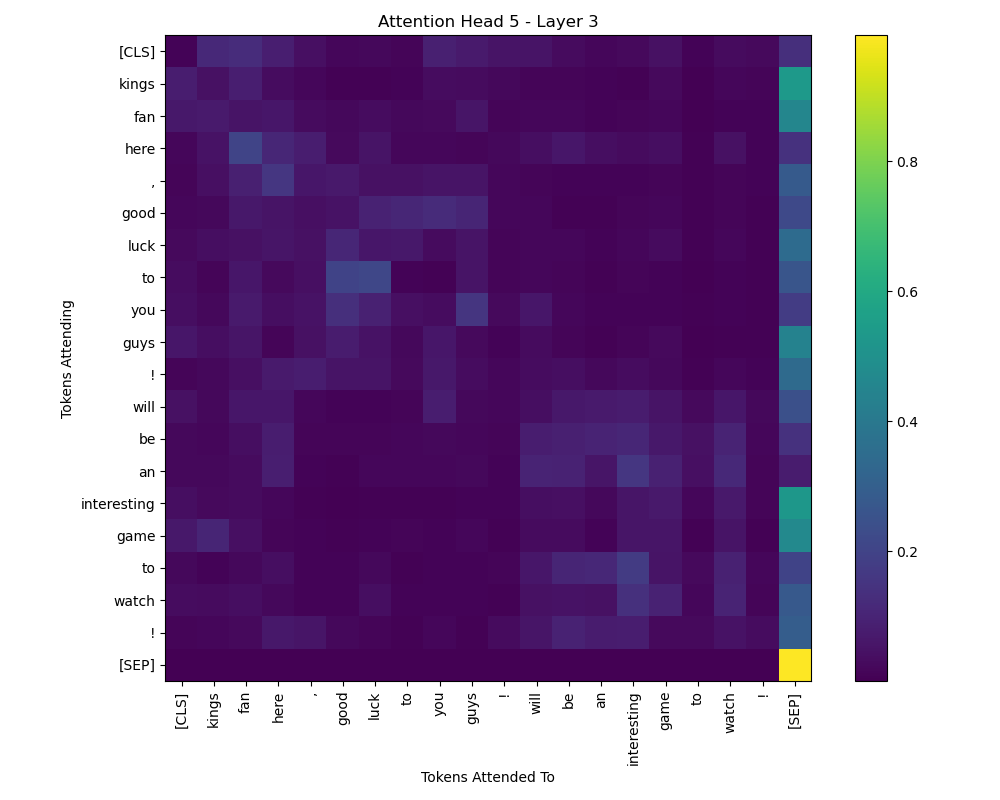 Attention Head 5 - Layer 3
Tokens Attending
[CLS]
kings
fan
here
,
good
luck
to
you
guys
!
will
be
an
interesting
game
to
watch
!
[SEP]
[CLS]
kings
fan
here
,
good
luck
to
you
guys
!
will
be
an
interesting
game
to
watch
!
[SEP]
Tokens Attended To
0.8
0.6
0.4
0.2